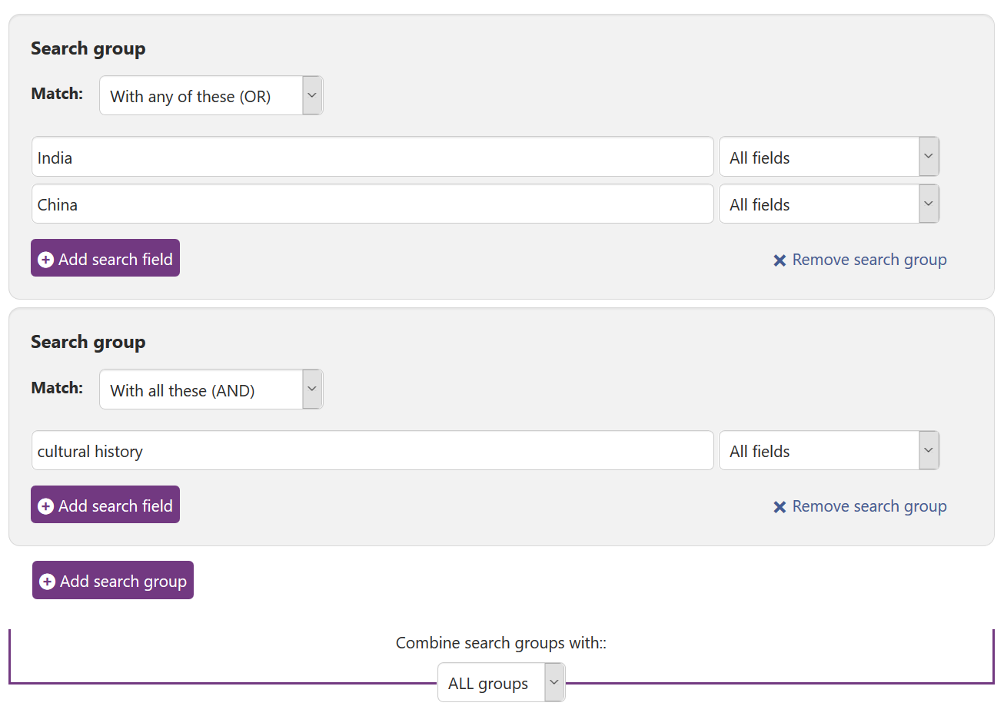 Search group
Match: With any of these (OR)
India All fields
China All fields
Add search field Remove search group
Search group
Match: With all these (AND)
cultural history All fields
Add search field Remove search group
Add search group
Combine search groups with::
ALL groups